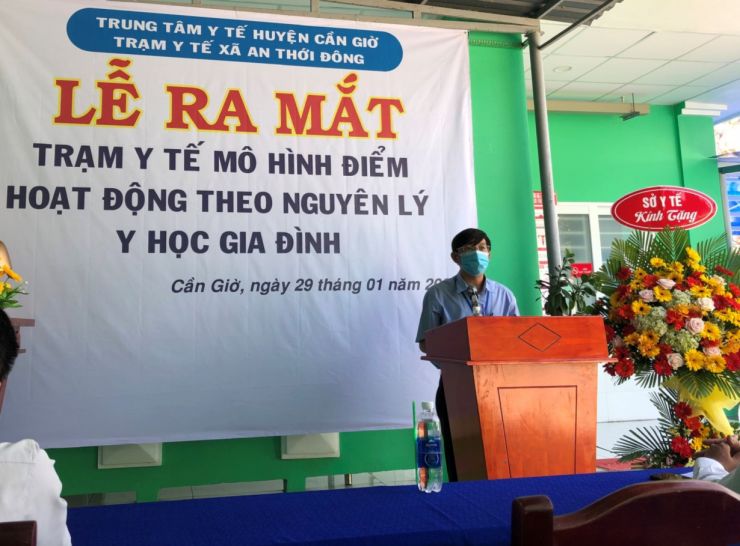 TRUNG TÂM Y TẾ HUYỆN CẦN GIỜ
TRẠM Y TẾ XÃ AN THỚI ĐÔNG
LỄ RA MẮT
TRẠM Y TẾ MÔ HÌNH ĐIỂM
HOẠT ĐỘNG THEO NGUYÊN LÝ
Y HỌC GIA ĐÌNH
Cần Giờ, ngày 29 tháng 01 năm
SỞ Y TẾ
Kính Tặng